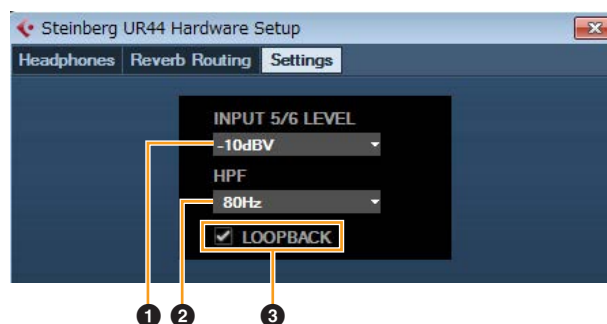 Steinberg UR44 Hardware Setup
Headphones Reverb Routing Settings
INPUT 5/6 LEVEL
-10dBV
HPF
80Hz
LOOPBACK
1 2 3